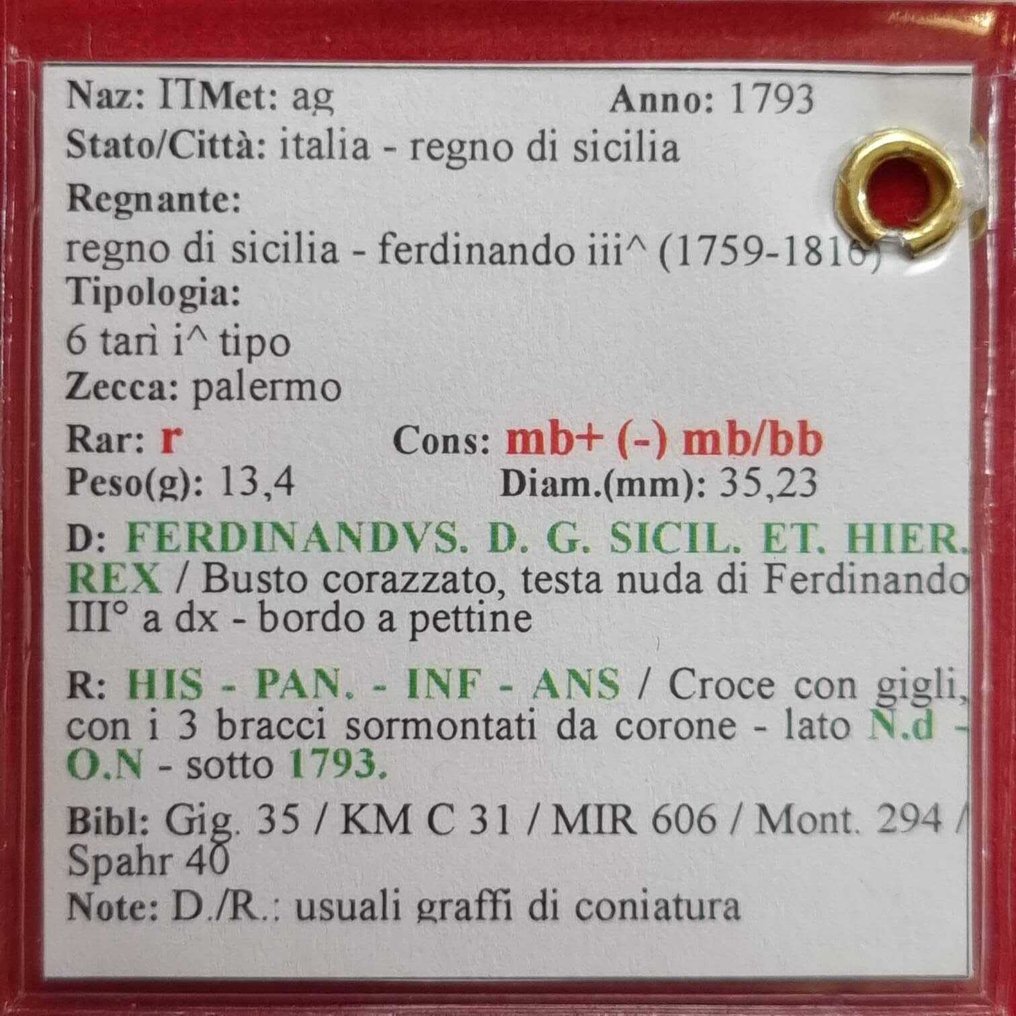 Naz: ITMet: ag Anno: 1793
Stato/Città: italia - regno di sicilia
Regnante:
regno di sicilia - ferdinando iii^ (1759-1816)
Tipologia:
6 tarì i^ tipo
Zecca: palermo
Rar: r Cons: mb+ (-) mb/bb
Peso(g): 13,4 Diam.(mm): 35,23
D: FERDINANDVS. D. G. SICIL. ET. HIER.
REX / Busto corazzato, testa nuda di Ferdinando
III° a dx - bordo a pettine
R: HIS - PAN. - INF - ANS / Croce con gigli,
con i 3 bracci sormontati da corone - lato N.d -
O.N - sotto 1793.
Bibl: Gig. 35 / KM C 31 / MIR 606 / Mont. 294 /
Spahr 40
Note: D./R.: usuali graffi di coniatura